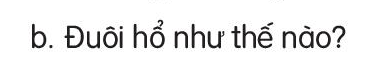 b. Đuôi hổ như thế nào?